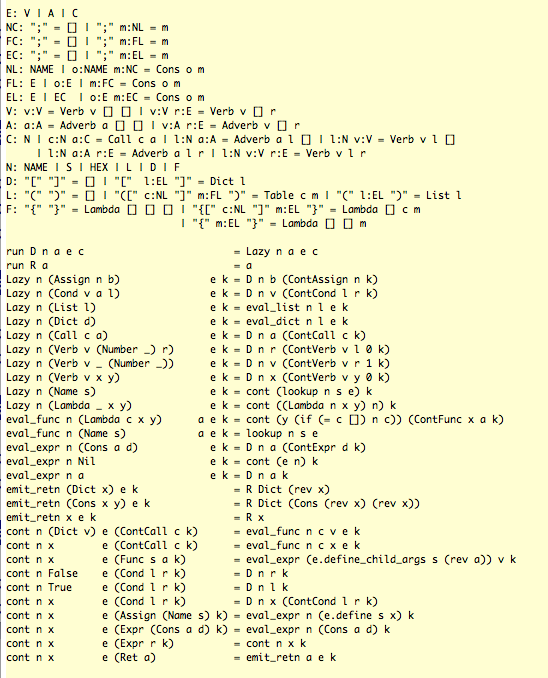 E: V | A | C
NC: ";" = [] | ";" m:NL = m
FC: ";" = [] | ";" m:FL = m
EC: ";" = [] | ";" m:EL = m
NL: NAME | o:NAME m:NC = Cons o m
FL: E | o:E | m:FC = Cons o m
EL: E | EC  | o:E m:EC = Cons o m
V: v:V = Verb v [] [] | v:V r:E = Verb v [] r
A: a:A = Adverb a [] [] | v:A r:E = Adverb v [] r
C: N | c:N a:C = Call c a | l:N a:A = Adverb a l [] | l:N v:V = Verb v l []
| l:N a:A r:E = Adverb a l r | l:N v:V r:E = Verb v l r
N: NAME | S | HEX | L | D | F
D: "[" "]" = [] | "["  l:EL "]" = Dict l
L: "(" ")" = [] | "([" c:NL "]" m:FL ")" = Table c m | "(" l:EL ")" = List l
F: "{" "}" = Lambda [] [] [] | "{[" c:NL "]" m:EL "}" = Lambda [] c m
| "{" m:EL "}" = Lambda [] [] m
run D n a e c = Lazy n a e c
run R a = a
Lazy n (Assign n b) e k = D n b (ContAssign n k)
Lazy n (Cond v a l) e k = D n v (ContCond l r k)
Lazy n (List l) e k = eval_list n l e k
Lazy n (Dict d) e k = eval_dict n l e k
Lazy n (Call c a) e k = D n a (ContCall c k)
Lazy n (Verb v (Number _) r) e k = D n r (ContVerb v l 0 k)
Lazy n (Verb v _ (Number _)) e k = D n v (ContVerb v r 1 k)
Lazy n (Verb v x y) e k = D n x (ContVerb v y 0 k)
Lazy n (Name s) e k = cont (lookup n s e) k
Lazy n (Lambda _ x y) e k = cont ((Lambda n x y) n) k
eval_func n (Lambda c x y) a e k = cont (y (if (= c []) n c)) (ContFunc x a k)
eval_func n (Name s) a e k = lookup n s e
eval_expr n (Cons a d) e k = D n a (ContExpr d k)
eval_expr n Nil e k = cont (e n) k
eval_expr n a e k = D n a k
emit_retn (Dict x) e k = R Dict (rev x)
emit_retn (Cons x y) e k = R Dict (Cons (rev x) (rev x))
emit_retn x e k = R x
cont n (Dict v) e (ContCall c k) = eval_func n c v e k
cont n x e (ContCall c k) = eval_func n c x e k
cont n x e (Func s a k) = eval_expr (e.define_child_args s (rev a)) v k
cont n False e (Cond l r k) = D n r k
cont n True e (Cond l r k) = D n l k
cont n x e (Cond l r k) = D n x (ContCond l r k)
cont n x e (Assign (Name s) k) = eval_expr n (e.define s x) k
cont n x e (Expr (Cons a d) k) = eval_expr n (Cons a d) k
cont n x e (Expr r k) = cont n x k
cont n x e (Ret a) = emit_retn a e k